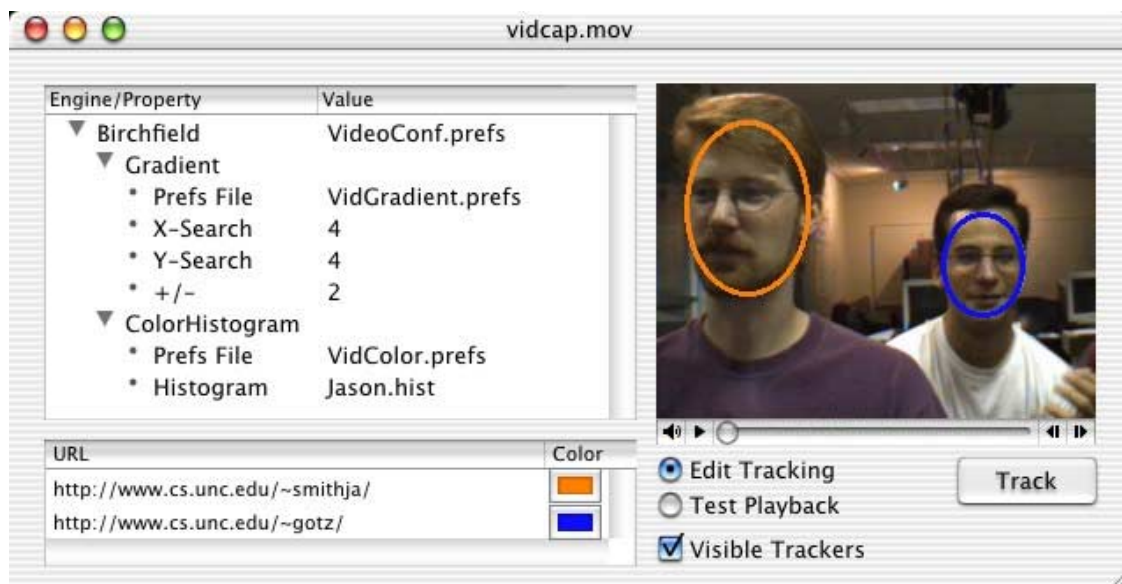 vidcap.mov
Engine/Property Value
Birchfield VideoConf.prefs
Gradient
Prefs File VidGradient.prefs
X-Search 4
Y-Search 4
+/- 2
ColorHistogram
Prefs File VidColor.prefs
Histogram Jason.hist
URL Color
http://www.cs.unc.edu/~smithja/
http://www.cs.unc.edu/~gotz/
Edit Tracking
Test Playback
Visible Trackers
Track